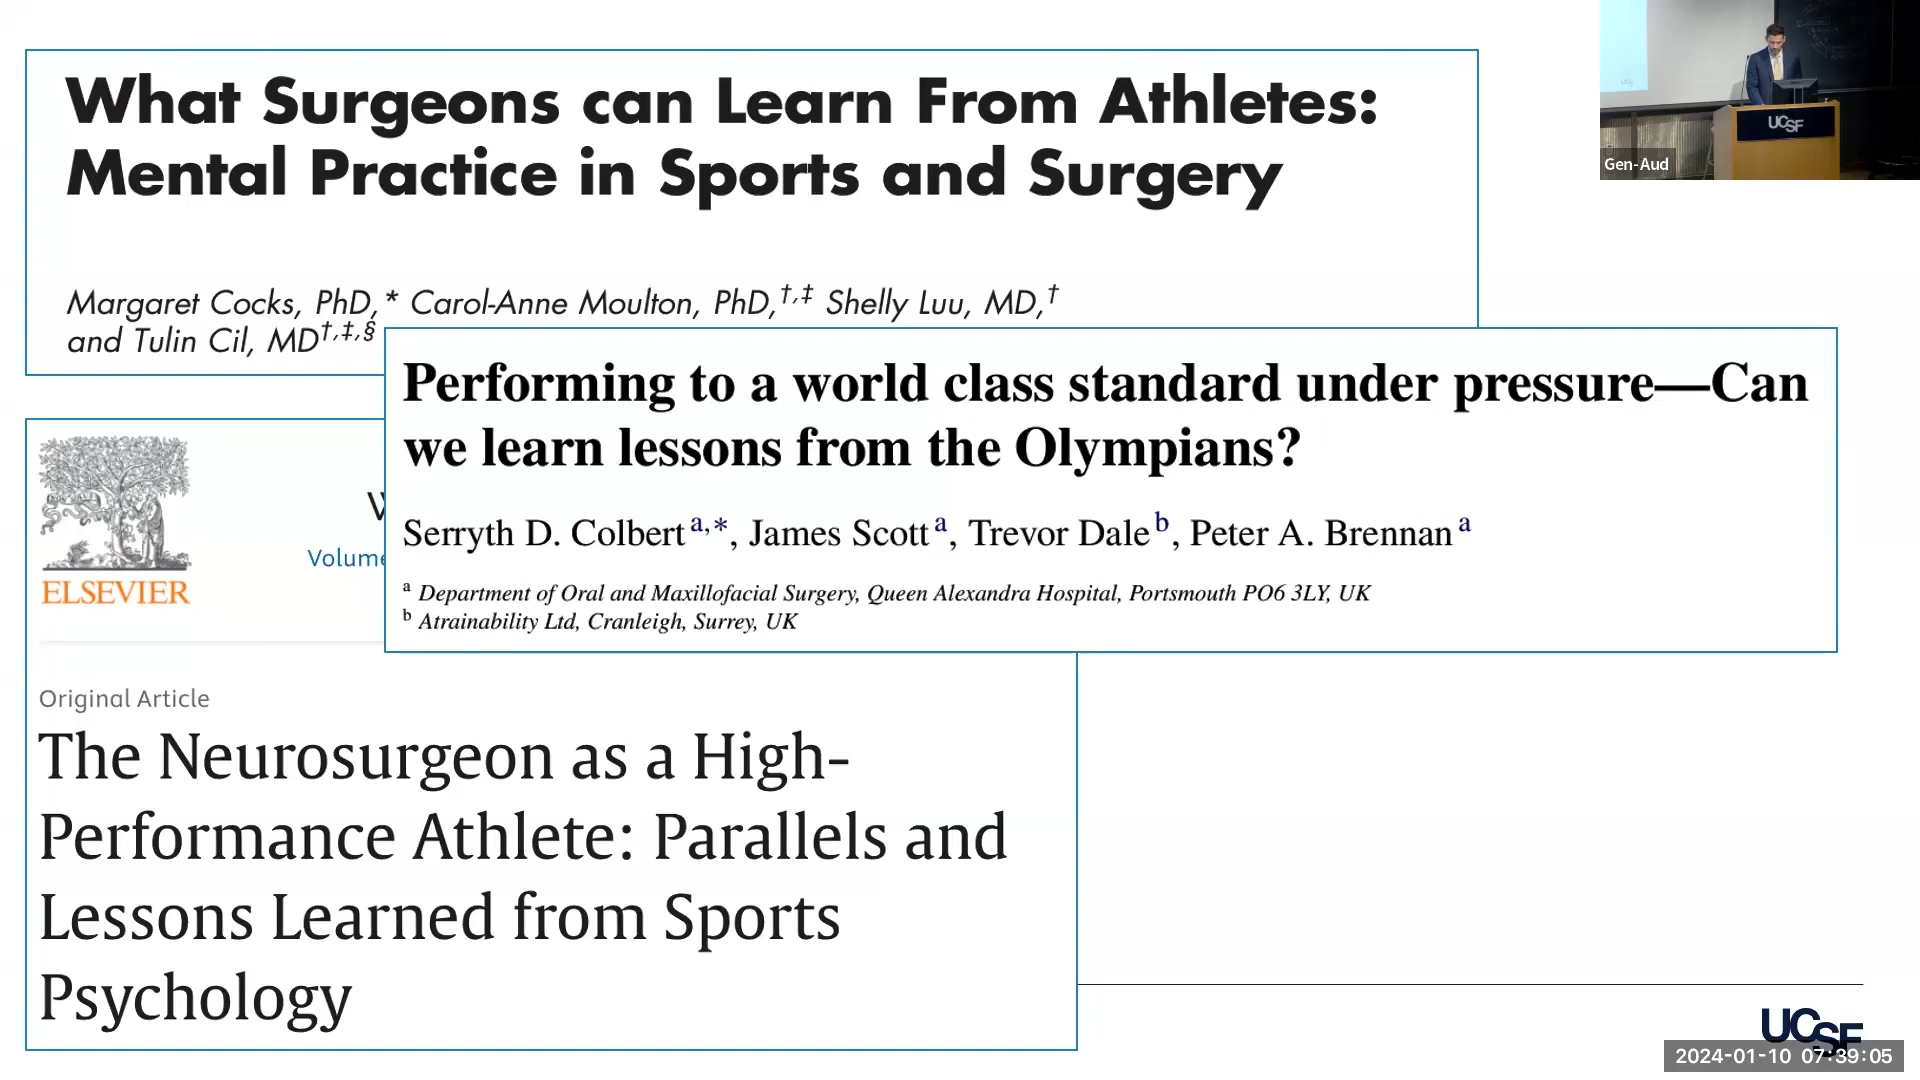 What Surgeons can Learn From Athletes:
Mental Practice in Sports and Surgery
Margaret Cocks, PhD,* Carol-Anne Moulton, PhD,†,‡ Shelly Luu, MD,†
and Tulin Cil, MD†,‡,§
UCSF
Gen-Aud
Performing to a world class standard under pressure—Can
we learn lessons from the Olympians?
Serryth D. Colbert a,*, James Scott a, Trevor Dale b, Peter A. Brennan a
a Department of Oral and Maxillofacial Surgery, Queen Alexandra Hospital, Portsmouth PO6 3LY, UK
b Atrainability Ltd, Cranleigh, Surrey, UK
ELSEVIER
Volume
Original Article
The Neurosurgeon as a High-
Performance Athlete: Parallels and
Lessons Learned from Sports
Psychology
UCSF
2024-01-10 07:39:05